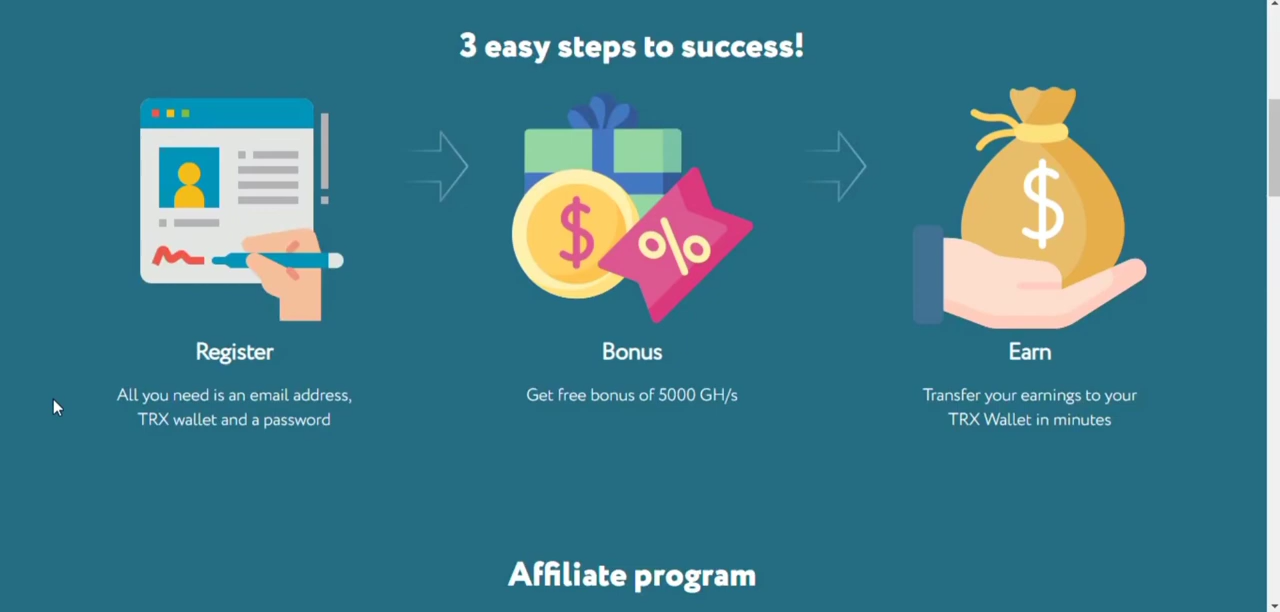 3 easy steps to success!
Register
All you need is an email address,
TRX wallet and a password
Bonus
Get free bonus of 5000 GH/s
Earn
Transfer your earnings to your
TRX Wallet in minutes
Affiliate program